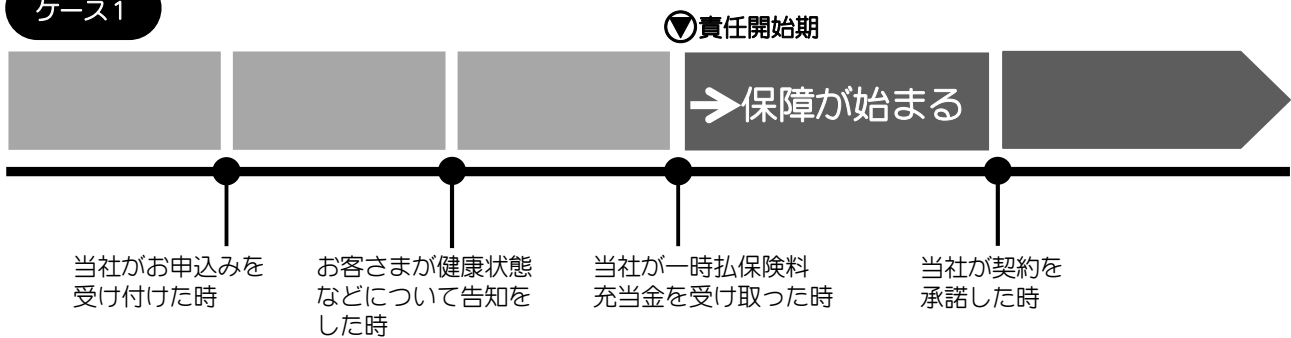 ケース1
責任開始期
保障が始まる
当社がお申込みを
受け付けた時
お客さまが健康状態
などについて告知を
した時
当社が一時払保険料
充当金を受け取った時
当社が契約を
承諾した時